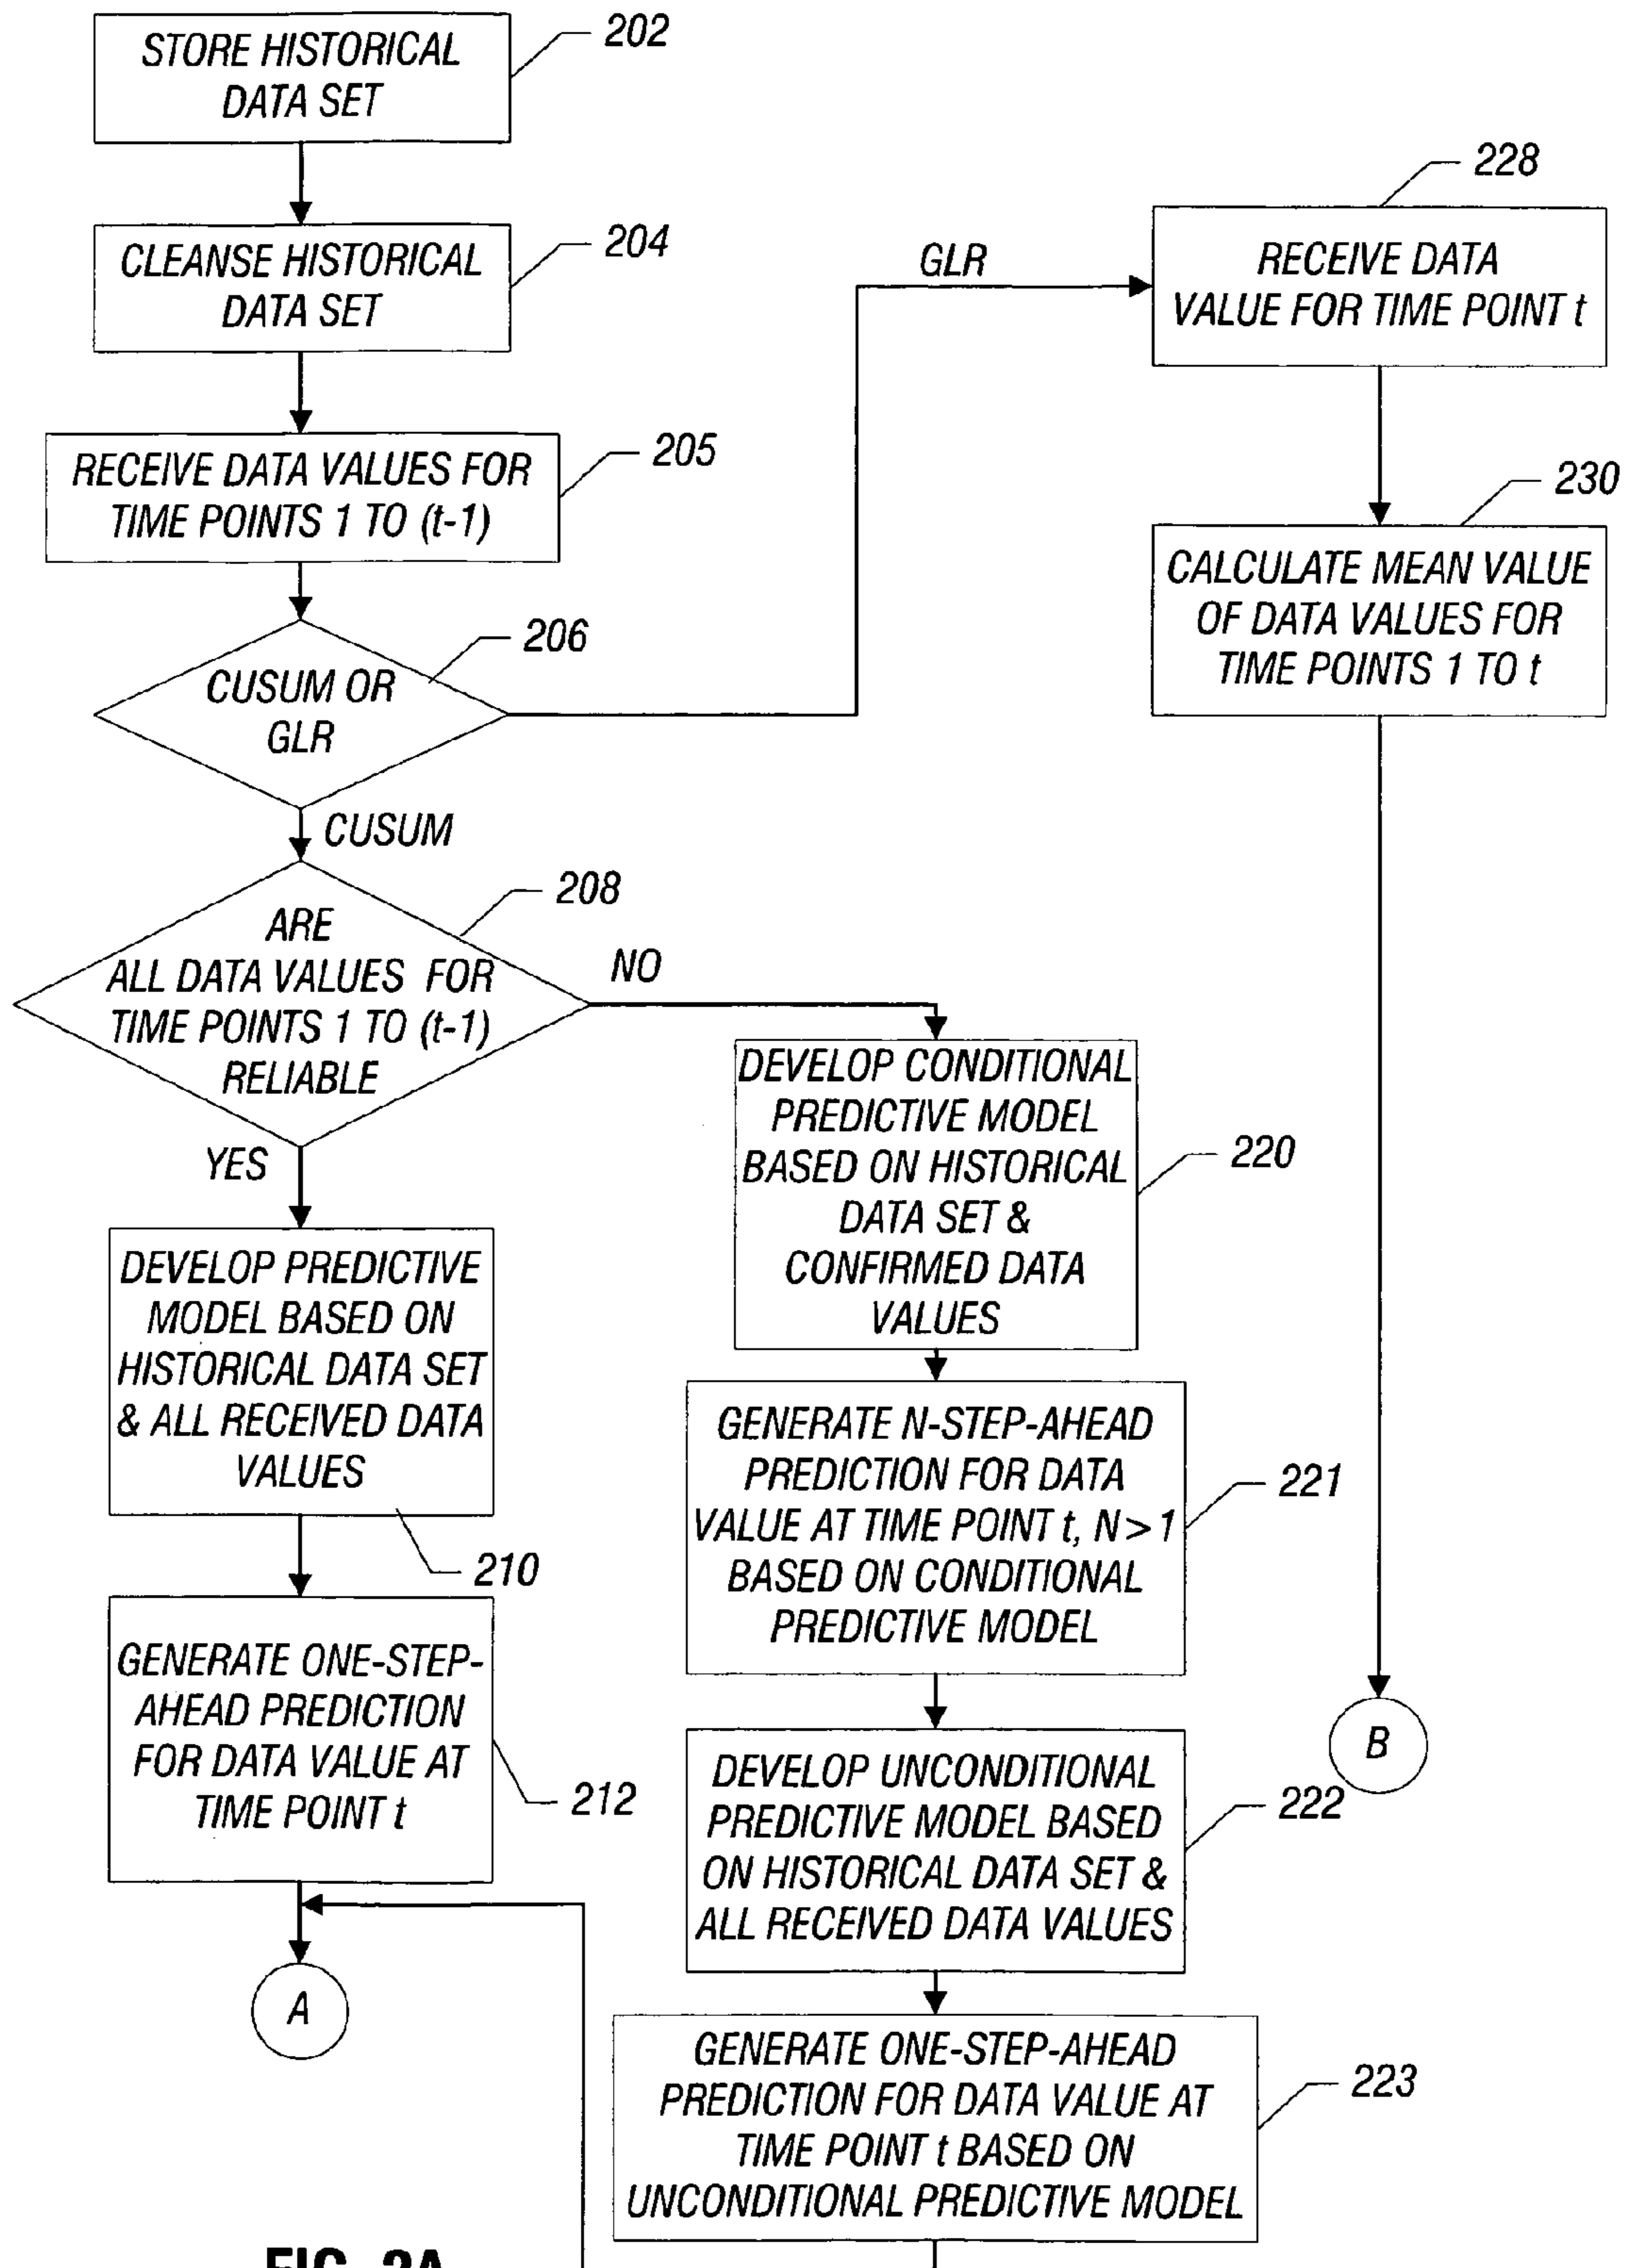 STORE HISTORICAL
DATA SET
202
CLEANSE HISTORICAL
DATA SET
204
RECEIVE DATA VALUES FOR
TIME POINTS 1 TO (t-1)
205
CUSUM OR
GLR
206
GLR
CUSUM
RECEIVE DATA
VALUE FOR TIME POINT t
228
CALCULATE MEAN VALUE
OF DATA VALUES FOR
TIME POINTS 1 TO t
230
B
ARE
ALL DATA VALUES FOR
TIME POINTS 1 TO (t-1)
RELIABLE
208
NO
YES
DEVELOP PREDICTIVE
MODEL BASED ON
HISTORICAL DATA SET
& ALL RECEIVED DATA
VALUES
210
GENERATE ONE-STEP-
AHEAD PREDICTION
FOR DATA VALUE AT
TIME POINT t
212
A
DEVELOP CONDITIONAL
PREDICTIVE MODEL
BASED ON HISTORICAL
DATA SET &
CONFIRMED DATA
VALUES
220
GENERATE N-STEP-AHEAD
PREDICTION FOR DATA
VALUE AT TIME POINT t, N > 1
BASED ON CONDITIONAL
PREDICTIVE MODEL
221
DEVELOP UNCONDITIONAL
PREDICTIVE MODEL BASED
ON HISTORICAL DATA SET &
ALL RECEIVED DATA VALUES
222
GENERATE ONE-STEP-AHEAD
PREDICTION FOR DATA VALUE AT
TIME POINT t BASED ON
UNCONDITIONAL PREDICTIVE MODEL
223
FIG. 2A